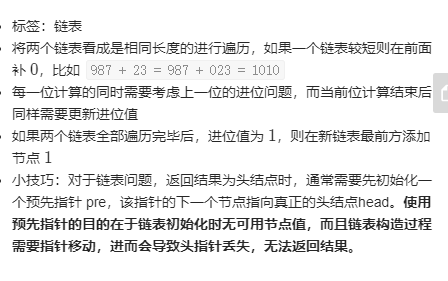 标签：链表
将两个链表看成是相同长度的进行遍历，如果一个链表较短则在前面
补 0，比如 987 + 23 = 987 + 023 = 1010
每一位计算的同时需要考虑上一位的进位问题，而当前位计算结束后
同样需要更新进位值
如果两个链表全部遍历完毕后，进位值为 1，则在新链表最前方添加
节点 1
小技巧：对于链表问题，返回结果为头结点时，通常需要先初始化一
个预先指针 pre，该指针的下一个节点指向真正的头结点head。使用
预先指针的目的在于链表初始化时无可用节点值，而且链表构造过程
需要指针移动，进而会导致头指针丢失，无法返回结果。